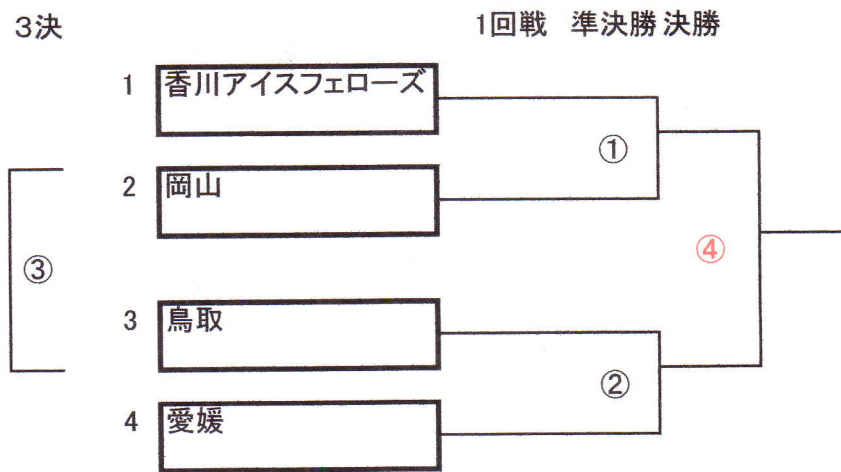 3決
1回戦 準決勝 決勝
1 香川アイスフェローズ
①
2 岡山
③
④
3 鳥取
②
4 愛媛